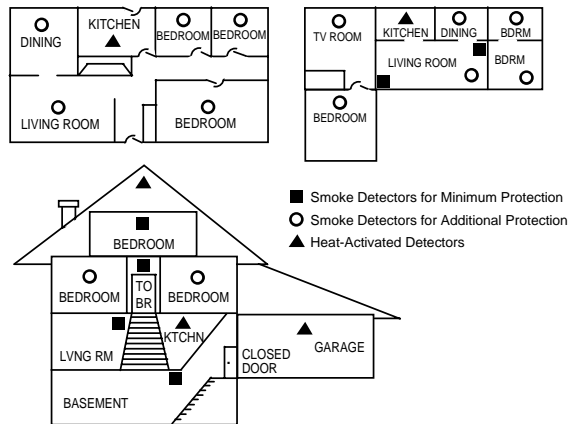 DINING
KITCHEN
BEDROOM
BEDROOM
LIVING ROOM
BEDROOM
TV ROOM
KITCHEN
DINING
BDRM
LIVING ROOM
BDRM
BEDROOM
Smoke Detectors for Minimum Protection
Smoke Detectors for Additional Protection
Heat-Activated Detectors
BEDROOM
BEDROOM
TO
BR
BEDROOM
LVNG RM
KTCHN
CLOSED
DOOR
GARAGE
BASEMENT